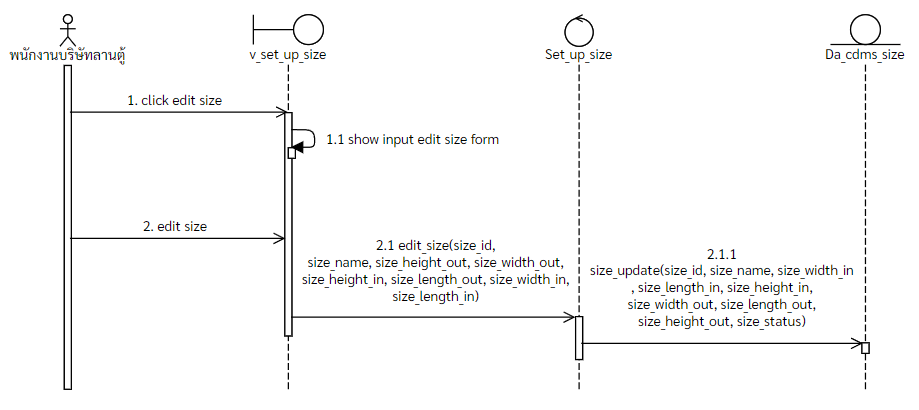 พนักงานบริษัทลานตู้
v_set_up_size
Set_up_size
Da_cdms_size
1. click edit size
1.1 show input edit size form
2. edit size
2.1 edit_size(size_id,
size_name, size_height_out, size_width_out,
size_height_in, size_length_out, size_width_in,
size_length_in)
2.1.1
size_update(size_id, size_name, size_width_in
, size_length_in, size_height_in,
size_width_out, size_length_out,
size_height_out, size_status)